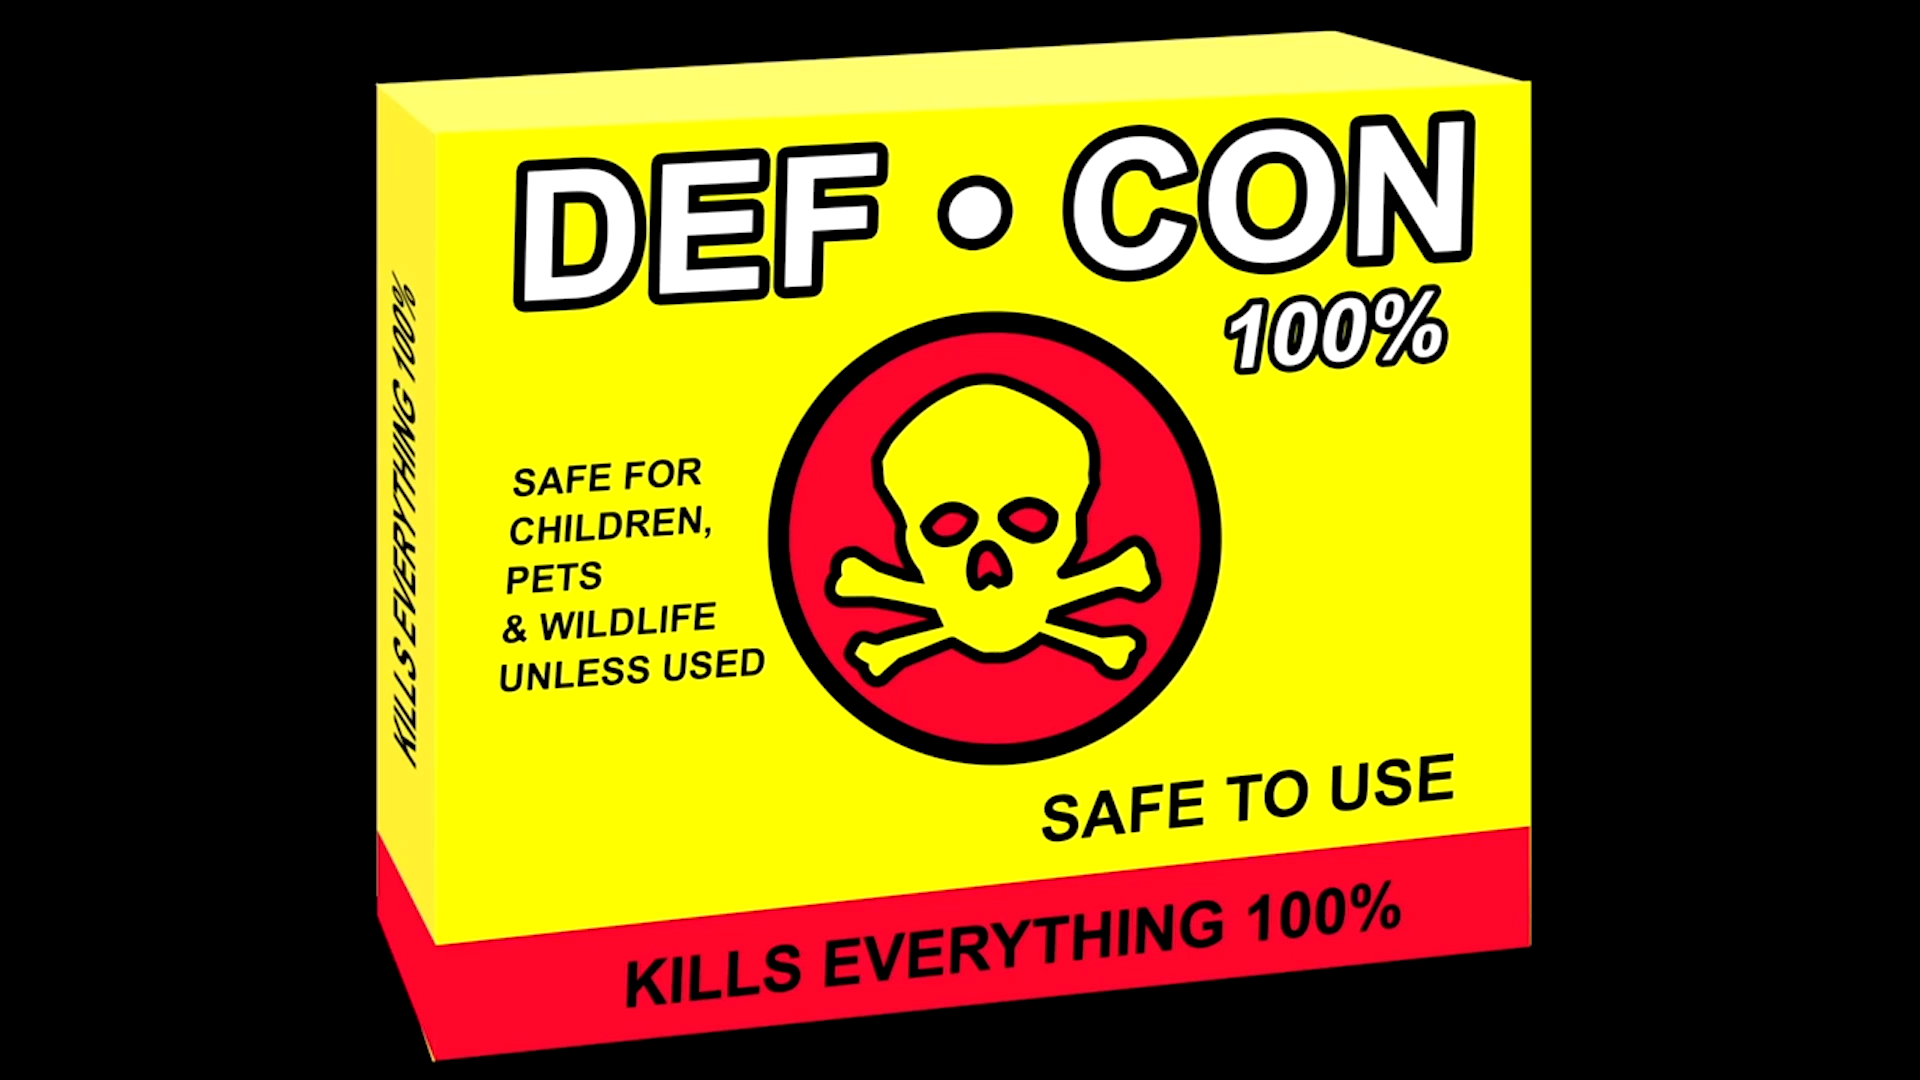 DEF • CON
100%
SAFE FOR
CHILDREN,
PETS
& WILDLIFE
UNLESS USED
SAFE TO USE
KILLS EVERYTHING 100%
KILLS EVERYTHING 100%